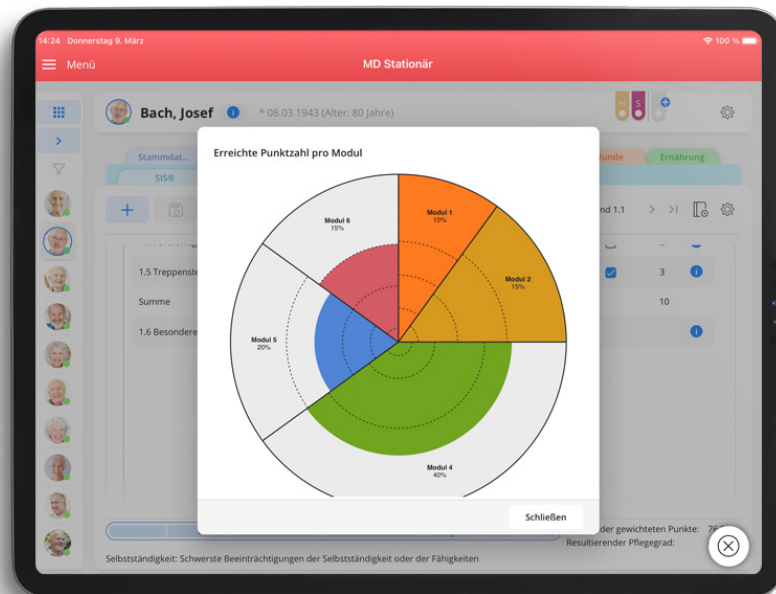 14:24 Donnerstag 9. März
100 %
Menü
MD Stationär
Bach, Josef
* 08.03.1943 (Alter: 80 Jahre)
H S
Stammdat...
Wunde
Ernährung
SIS®
Erreichte Punktzahl pro Modul
nd 1.1
Modul 6
15%
Modul 1
10%
Modul 2
15%
Modul 5
20%
Modul 4
40%
1.5 Treppenste
3
Summe
10
1.6 Besondere
Schließen
der gewichteten Punkte:
Resultierender Pflegegrad:
Selbstständigkeit: Schwerste Beeinträchtigungen der Selbstständigkeit oder der Fähigkeiten